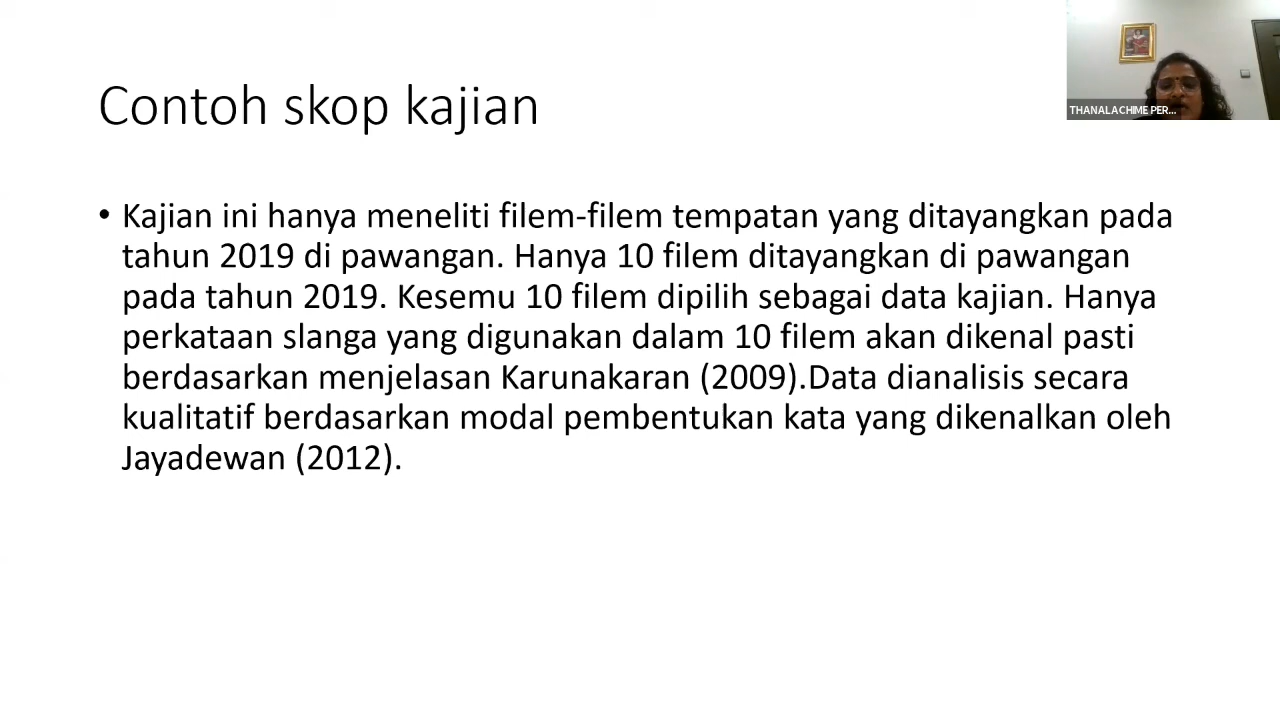 Contoh skop kajian
THANALACHIME PER...
• Kajian ini hanya meneliti filem-filem tempatan yang ditayangkan pada
tahun 2019 di pawangan. Hanya 10 filem ditayangkan di pawangan
pada tahun 2019. Kesemu 10 filem dipilih sebagai data kajian. Hanya
perkataan slanga yang digunakan dalam 10 filem akan dikenal pasti
berdasarkan menjelasan Karunakaran (2009).Data dianalisis secara
kualitatif berdasarkan modal pembentukan kata yang dikenalkan oleh
Jayadewan (2012).